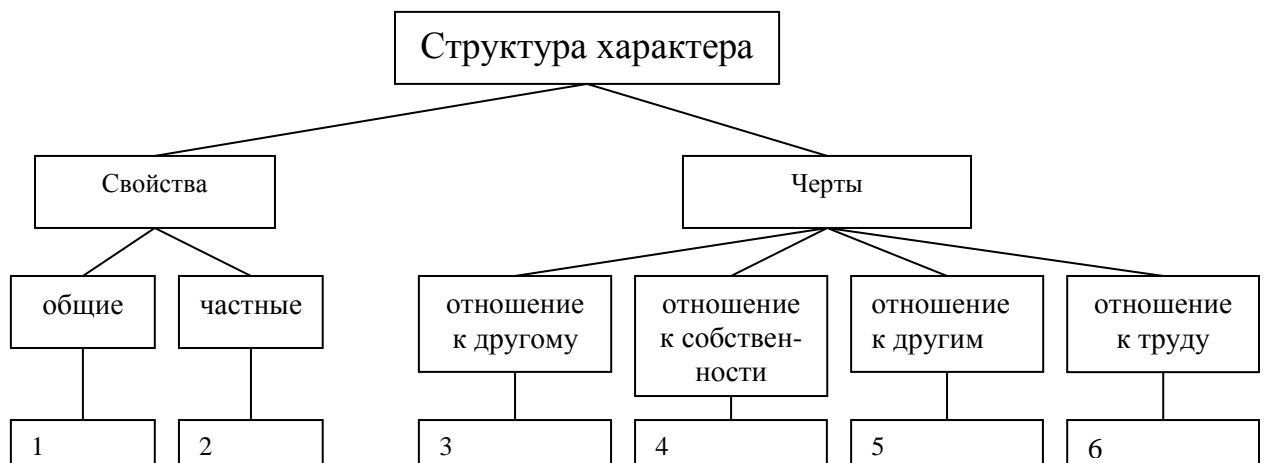 Структура характера
Свойства
Черты
общие
частные
отношение
к другому
отношение
к собствен-
ности
отношение
к другим
отношение
к труду
1
2
3
4
5
6